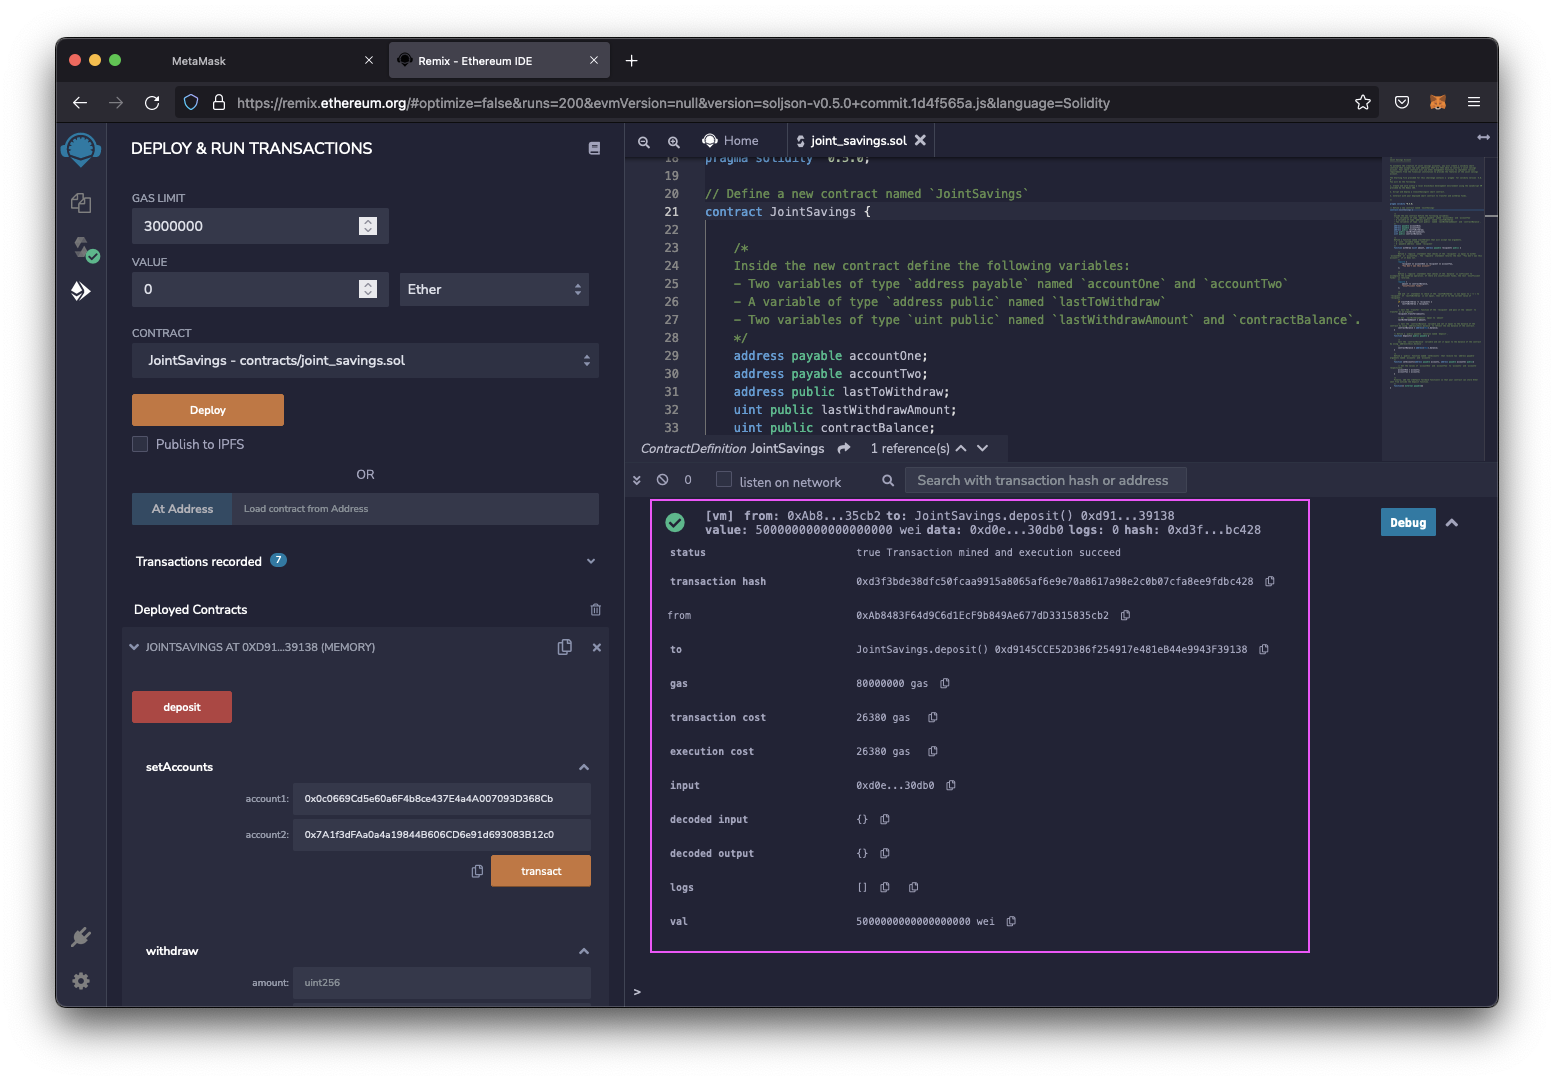 MetaMask
Remix - Ethereum IDE
https://remix.ethereum.org/#optimize=false&runs=200&evmVersion=null&version=soljson-v0.5.0+commit.1d4f565a.js&language=Solidity
DEPLOY & RUN TRANSACTIONS
GAS LIMIT
3000000
VALUE
0
Ether
CONTRACT
JointSavings - contracts/joint_savings.sol
Deploy
Publish to IPFS
OR
At Address
Load contract from Address
Transactions recorded 7
Deployed Contracts
JOINTSAVINGS AT 0XD91...39138 (MEMORY)
deposit
setAccounts
account1: 0x0c0669Cd5e60a6F4b8ce437E4a4A007093D368Cb
account2: 0x7A1f3dFAa0a4a19844B606CD6e91d693083B12c0
transact
withdraw
amount: uint256
Home
joint_savings.sol
18 pragma solidity ^0.5.0;
19
20 // Define a new contract named `JointSavings`
21 contract JointSavings {
22
23 /*
24 Inside the new contract define the following variables:
25 - Two variables of type `address payable` named `accountOne` and `accountTwo`
26 - A variable of type `address public` named `lastToWithdraw`
27 - Two variables of type `uint public` named `lastWithdrawAmount` and `contractBalance`.
28 */
29 address payable accountOne;
30 address payable accountTwo;
31 address public lastToWithdraw;
32 uint public lastWithdrawAmount;
33 uint public contractBalance;
ContractDefinition JointSavings 1 reference(s)
0
listen on network
Search with transaction hash or address
[vm] from: 0xAb8...35cb2 to: JointSavings.deposit() 0xd91...39138
value: 5000000000000000000 wei data: 0xd0e...30db0 logs: 0 hash: 0xd3f...bc428
Debug
status true Transaction mined and execution succeed
transaction hash 0xd3f3bde38dfc50fcaa9915a8065af6e9e70a8617a98e2c0b07cfa8ee9fdbc428
from 0xAb8483F64d9C6d1EcF9b849Ae677dD3315835cb2
to JointSavings.deposit() 0xd9145CCE52D386f254917e481eB44e9943F39138
gas 80000000 gas
transaction cost 26380 gas
execution cost 26380 gas
input 0xd0e...30db0
decoded input {}
decoded output {}
logs []
val 5000000000000000000 wei
>